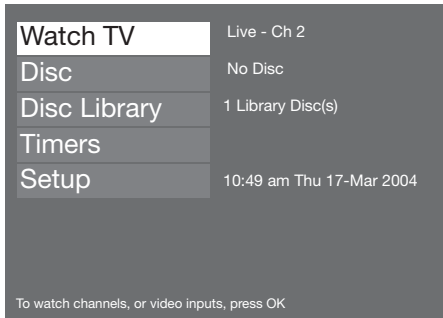 Watch TV
Live - Ch 2
Disc
No Disc
Disc Library
1 Library Disc(s)
Timers
Setup
10:49 am Thu 17-Mar 2004
To watch channels, or video inputs, press OK